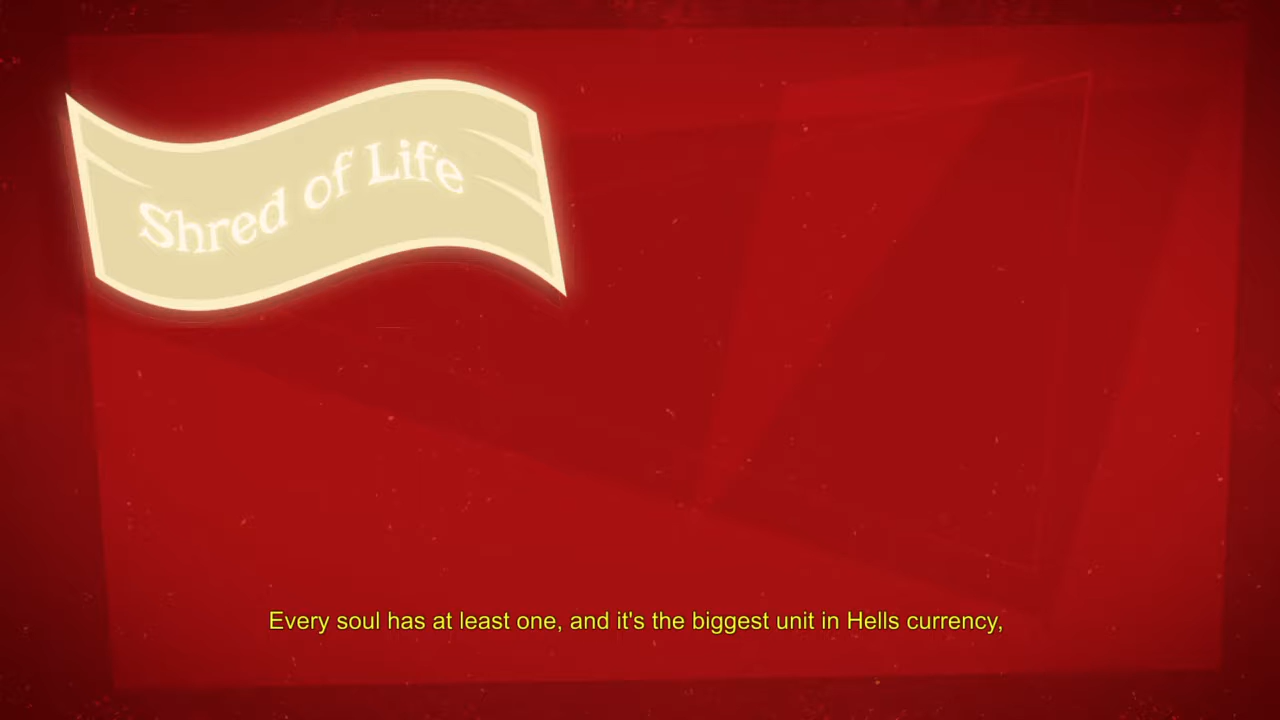 Shred of Life
Every soul has at least one, and it's the biggest unit in Hells currency,